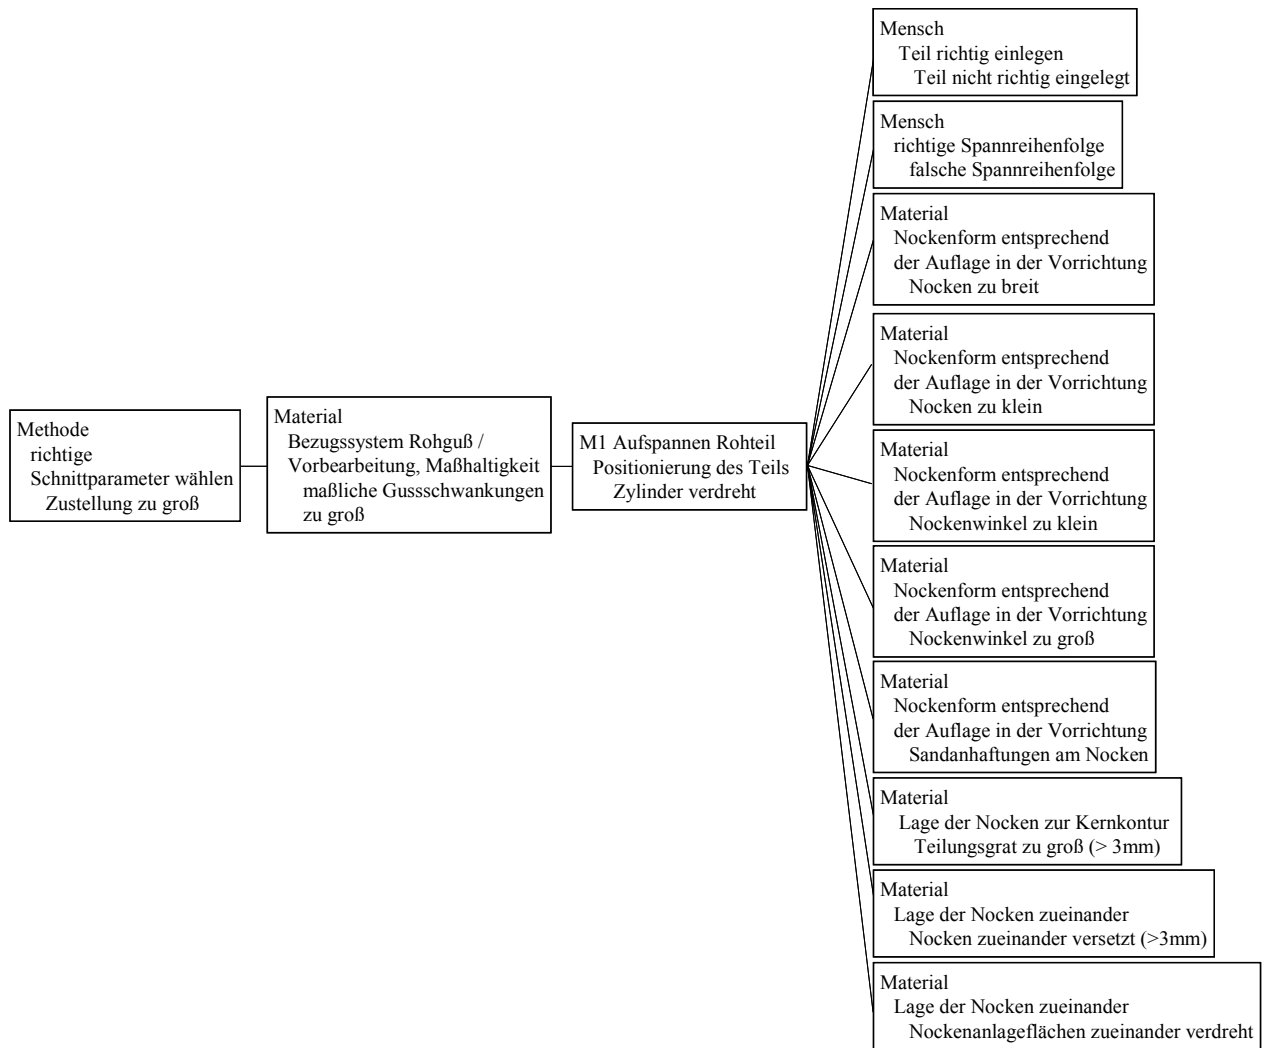 Methode
richtige
Schnittparameter wählen
Zustellung zu groß
Material
Bezugssystem Rohguß /
Vorbearbeitung, Maßhaltigkeit
maßliche Gussschwankungen
zu groß
M1 Aufspannen Rohteil
Positionierung des Teils
Zylinder verdreht
Mensch
Teil richtig einlegen
Teil nicht richtig eingelegt
Mensch
richtige Spannreihenfolge
falsche Spannreihenfolge
Material
Nockenform entsprechend
der Auflage in der Vorrichtung
Nocken zu breit
Material
Nockenform entsprechend
der Auflage in der Vorrichtung
Nocken zu klein
Material
Nockenform entsprechend
der Auflage in der Vorrichtung
Nockenwinkel zu klein
Material
Nockenform entsprechend
der Auflage in der Vorrichtung
Nockenwinkel zu groß
Material
Nockenform entsprechend
der Auflage in der Vorrichtung
Sandanhaftungen am Nocken
Material
Lage der Nocken zur Kernkontur
Teilungsgrat zu groß (> 3mm)
Material
Lage der Nocken zueinander
Nocken zueinander versetzt (>3mm)
Material
Lage der Nocken zueinander
Nockenanlageflächen zueinander verdreht